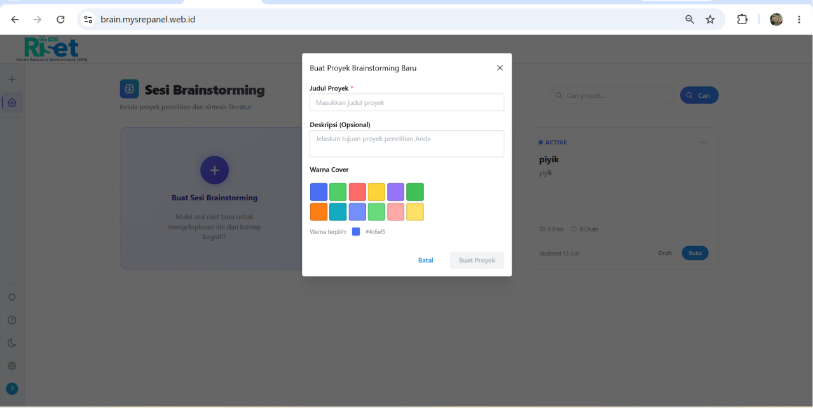 brain.mysrepanel.web.id
Riset
Sesi Brainstorming
Kelola proyek penelitian dan sintesis literatur
Cari proyek...
Cari
Buat Sesi Brainstorming
Mulai sesi riset baru untuk
mengeksplorasi ide dan konsep
kognitif.
Buat Proyek Brainstorming Baru
Judul Proyek *
Masukkan judul proyek
Deskripsi (Opsional)
Jelaskan tujuan proyek penelitian Anda
Warna Cover
Warna terpilih:
#4c6ef5
Batal
Buat Proyek
ACTIVE
piyik
yiyik
0 Files
0 Chats
Updated 13 Jun
Draft
Buka